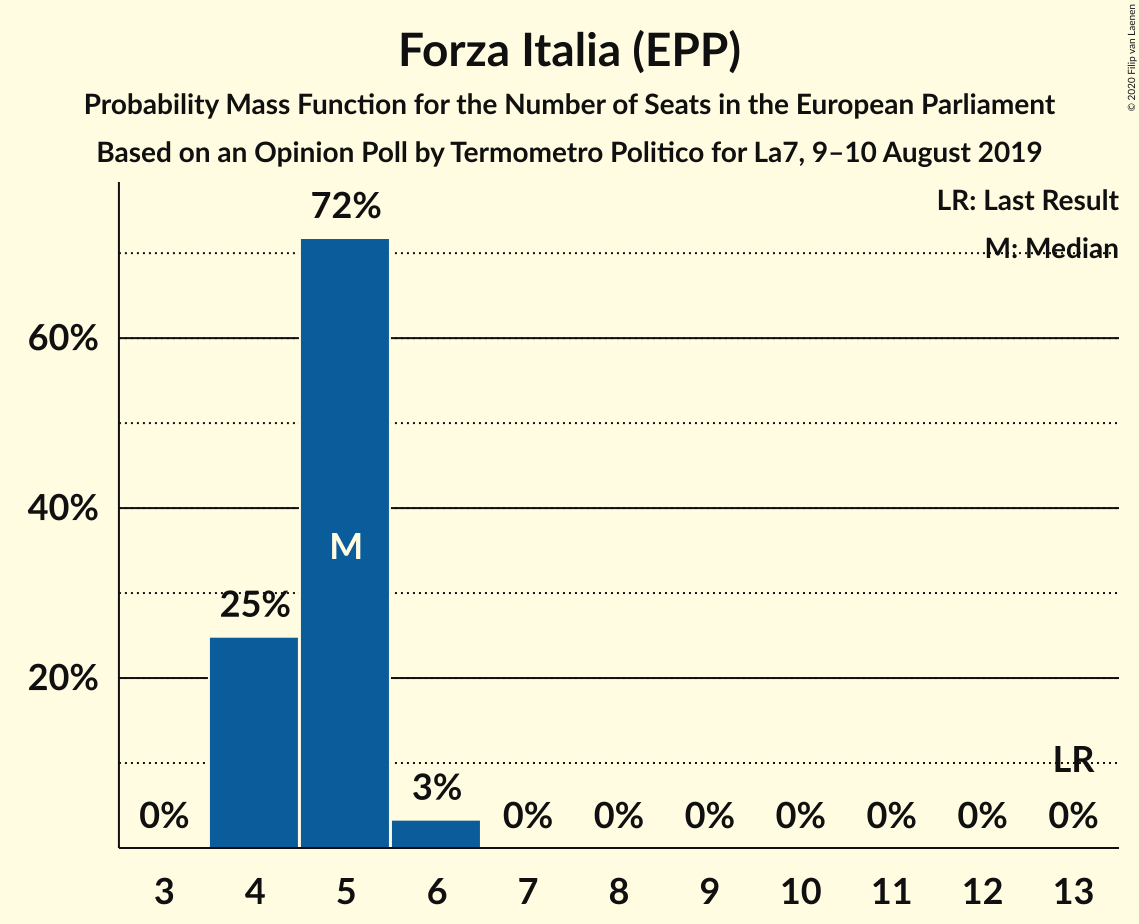 Forza Italia (EPP)
Probability Mass Function for the Number of Seats in the European Parliament
Based on an Opinion Poll by Termometro Politico for La7, 9–10 August 2019
© 2020 Filip van Laenen
LR: Last Result
M: Median
60%
40%
20%
0%
25%
72%
M
3%
0%
0%
0%
0%
0%
0%
LR
0%
3 4 5 6 7 8 9 10 11 12 13